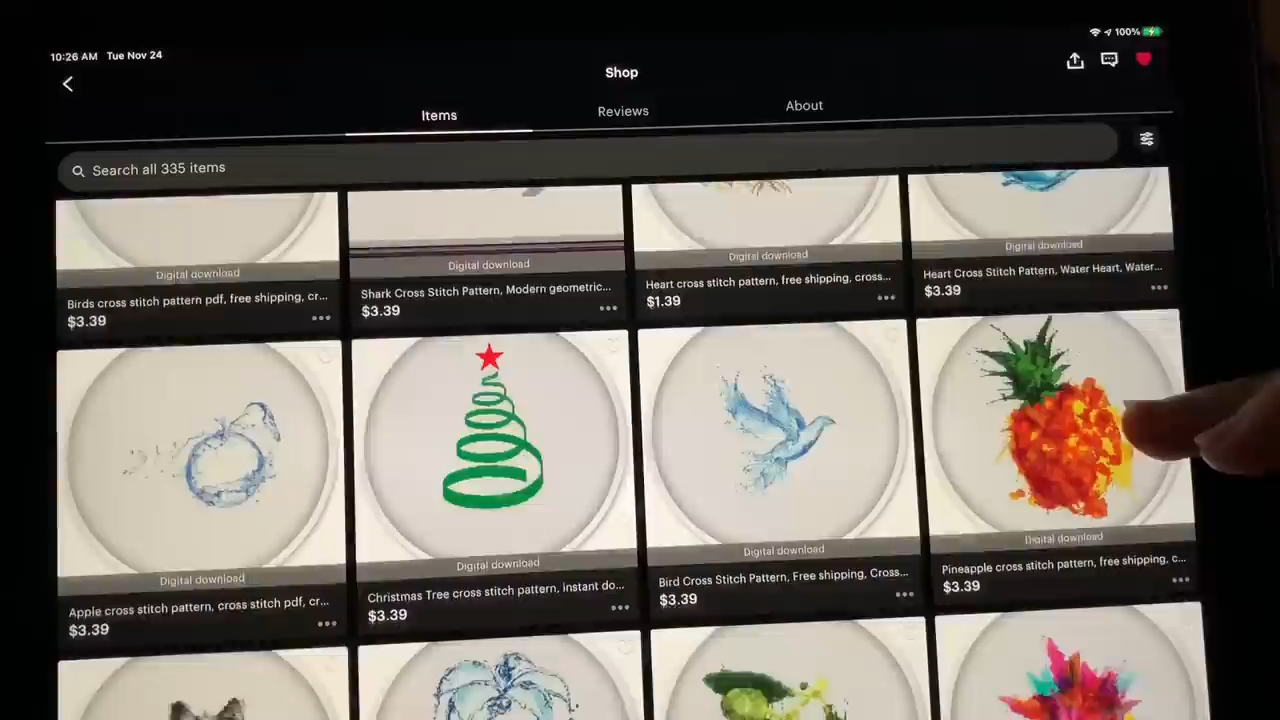 10:26 AM Tue Nov 24
100%
Shop
Items
Reviews
About
Search all 335 items
Digital download
Digital download
Digital download
Digital download
Birds cross stitch pattern pdf, free shipping, cr...
Shark Cross Stitch Pattern, Modern geometric...
Heart cross stitch pattern, free shipping, cross...
Heart Cross Stitch Pattern, Water Heart, Water...
$3.39
$3.39
$1.39
$3.39
Digital download
Digital download
Digital download
Digital download
Apple cross stitch pattern, cross stitch pdf, cr...
Christmas Tree cross stitch pattern, instant do...
Bird Cross Stitch Pattern, Free shipping, Cross...
Pineapple cross stitch pattern, free shipping, c...
$3.39
$3.39
$3.39
$3.39